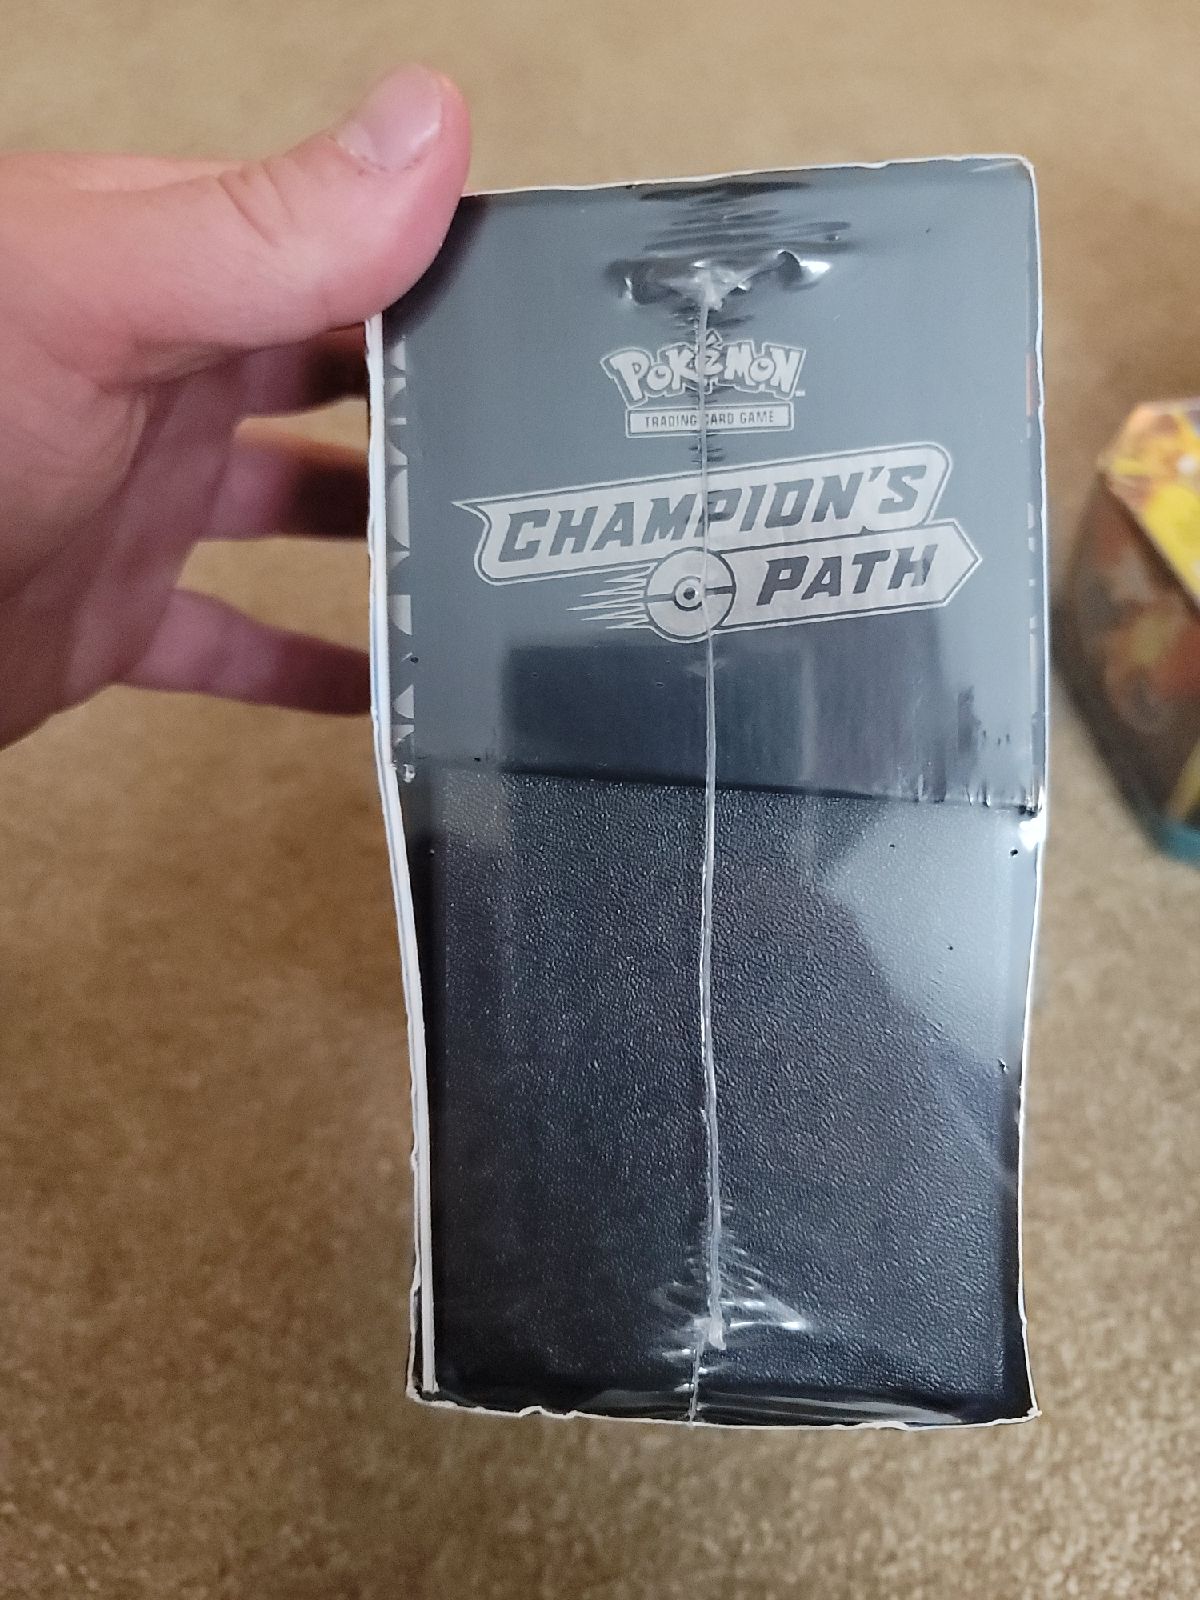 POKéMON
TRADING CARD GAME
CHAMPION'S
PATH